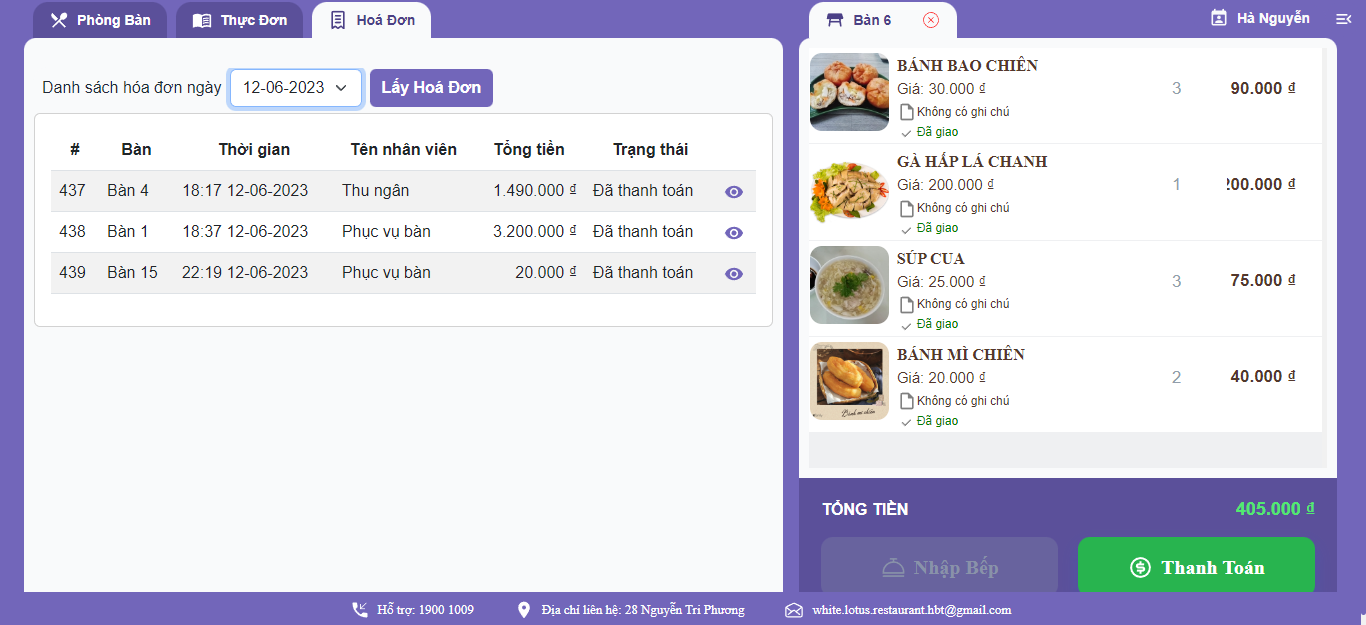 Phòng Bàn Thực Đơn Hoá Đơn
Danh sách hóa đơn ngày 12-06-2023 Lấy Hoá Đơn
# Bàn Thời gian Tên nhân viên Tổng tiền Trạng thái
437 Bàn 4 18:17 12-06-2023 Thu ngân 1.490.000 ₫ Đã thanh toán
438 Bàn 1 18:37 12-06-2023 Phục vụ bàn 3.200.000 ₫ Đã thanh toán
439 Bàn 15 22:19 12-06-2023 Phục vụ bàn 20.000 ₫ Đã thanh toán
Bàn 6 Hà Nguyễn
BÁNH BAO CHIÊN
Giá: 30.000 ₫ 3 90.000 ₫
Không có ghi chú
Đã giao
GÀ HẤP LÁ CHANH
Giá: 200.000 ₫ 1 200.000 ₫
Không có ghi chú
Đã giao
SÚP CUA
Giá: 25.000 ₫ 3 75.000 ₫
Không có ghi chú
Đã giao
BÁNH MÌ CHIÊN
Giá: 20.000 ₫ 2 40.000 ₫
Không có ghi chú
Đã giao
Bánh mì chiên
TỔNG TIỀN 405.000 ₫
Nhập Bếp Thanh Toán
Hỗ trợ: 1900 1009 Địa chỉ liên hệ: 28 Nguyễn Tri Phương white.lotus.restaurant.hbt@gmail.com